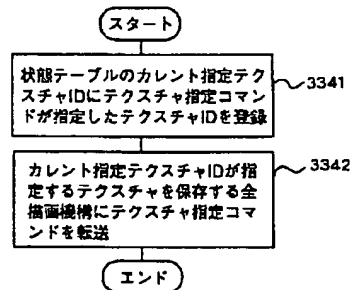 スタート
状態テーブルのカレント指定テク
スチャIDにテクスチャ指定コマン
ドが指定したテクスチャIDを登録
3341
カレント指定テクスチャIDが指
定するテクスチャを保存する全
描画機構にテクスチャ指定コマ
ンドを転送
3342
エンド